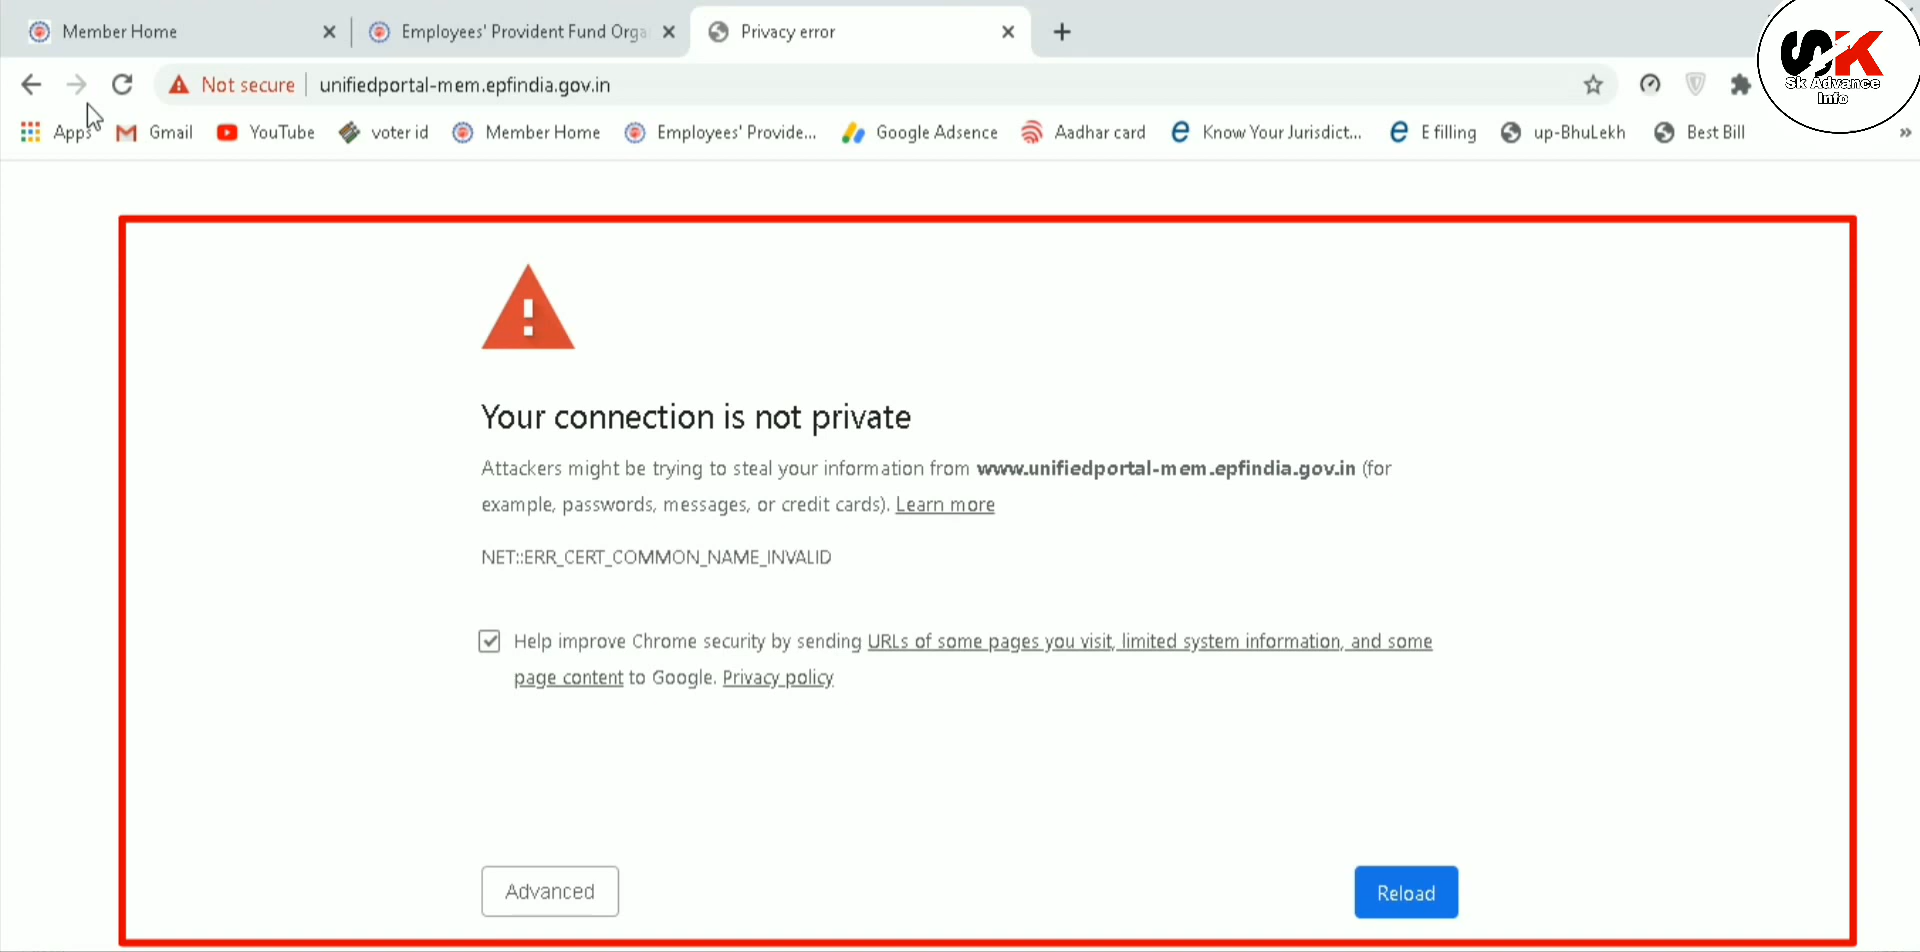 Member Home
Employees' Provident Fund Orga
Privacy error
SK
Sk Advance
Info
Not secure
unifiedportal-mem.epfindia.gov.in
Apps
Gmail
YouTube
voter id
Member Home
Employees' Provide...
Google Adsence
Aadhar card
Know Your Jurisdict...
E filling
up-BhuLekh
Best Bill
»
Your connection is not private
Attackers might be trying to steal your information from www.unifiedportal-mem.epfindia.gov.in (for
example, passwords, messages, or credit cards). Learn more
NET::ERR_CERT_COMMON_NAME_INVALID
Help improve Chrome security by sending URLs of some pages you visit, limited system information, and some
page content to Google. Privacy policy
Advanced
Reload